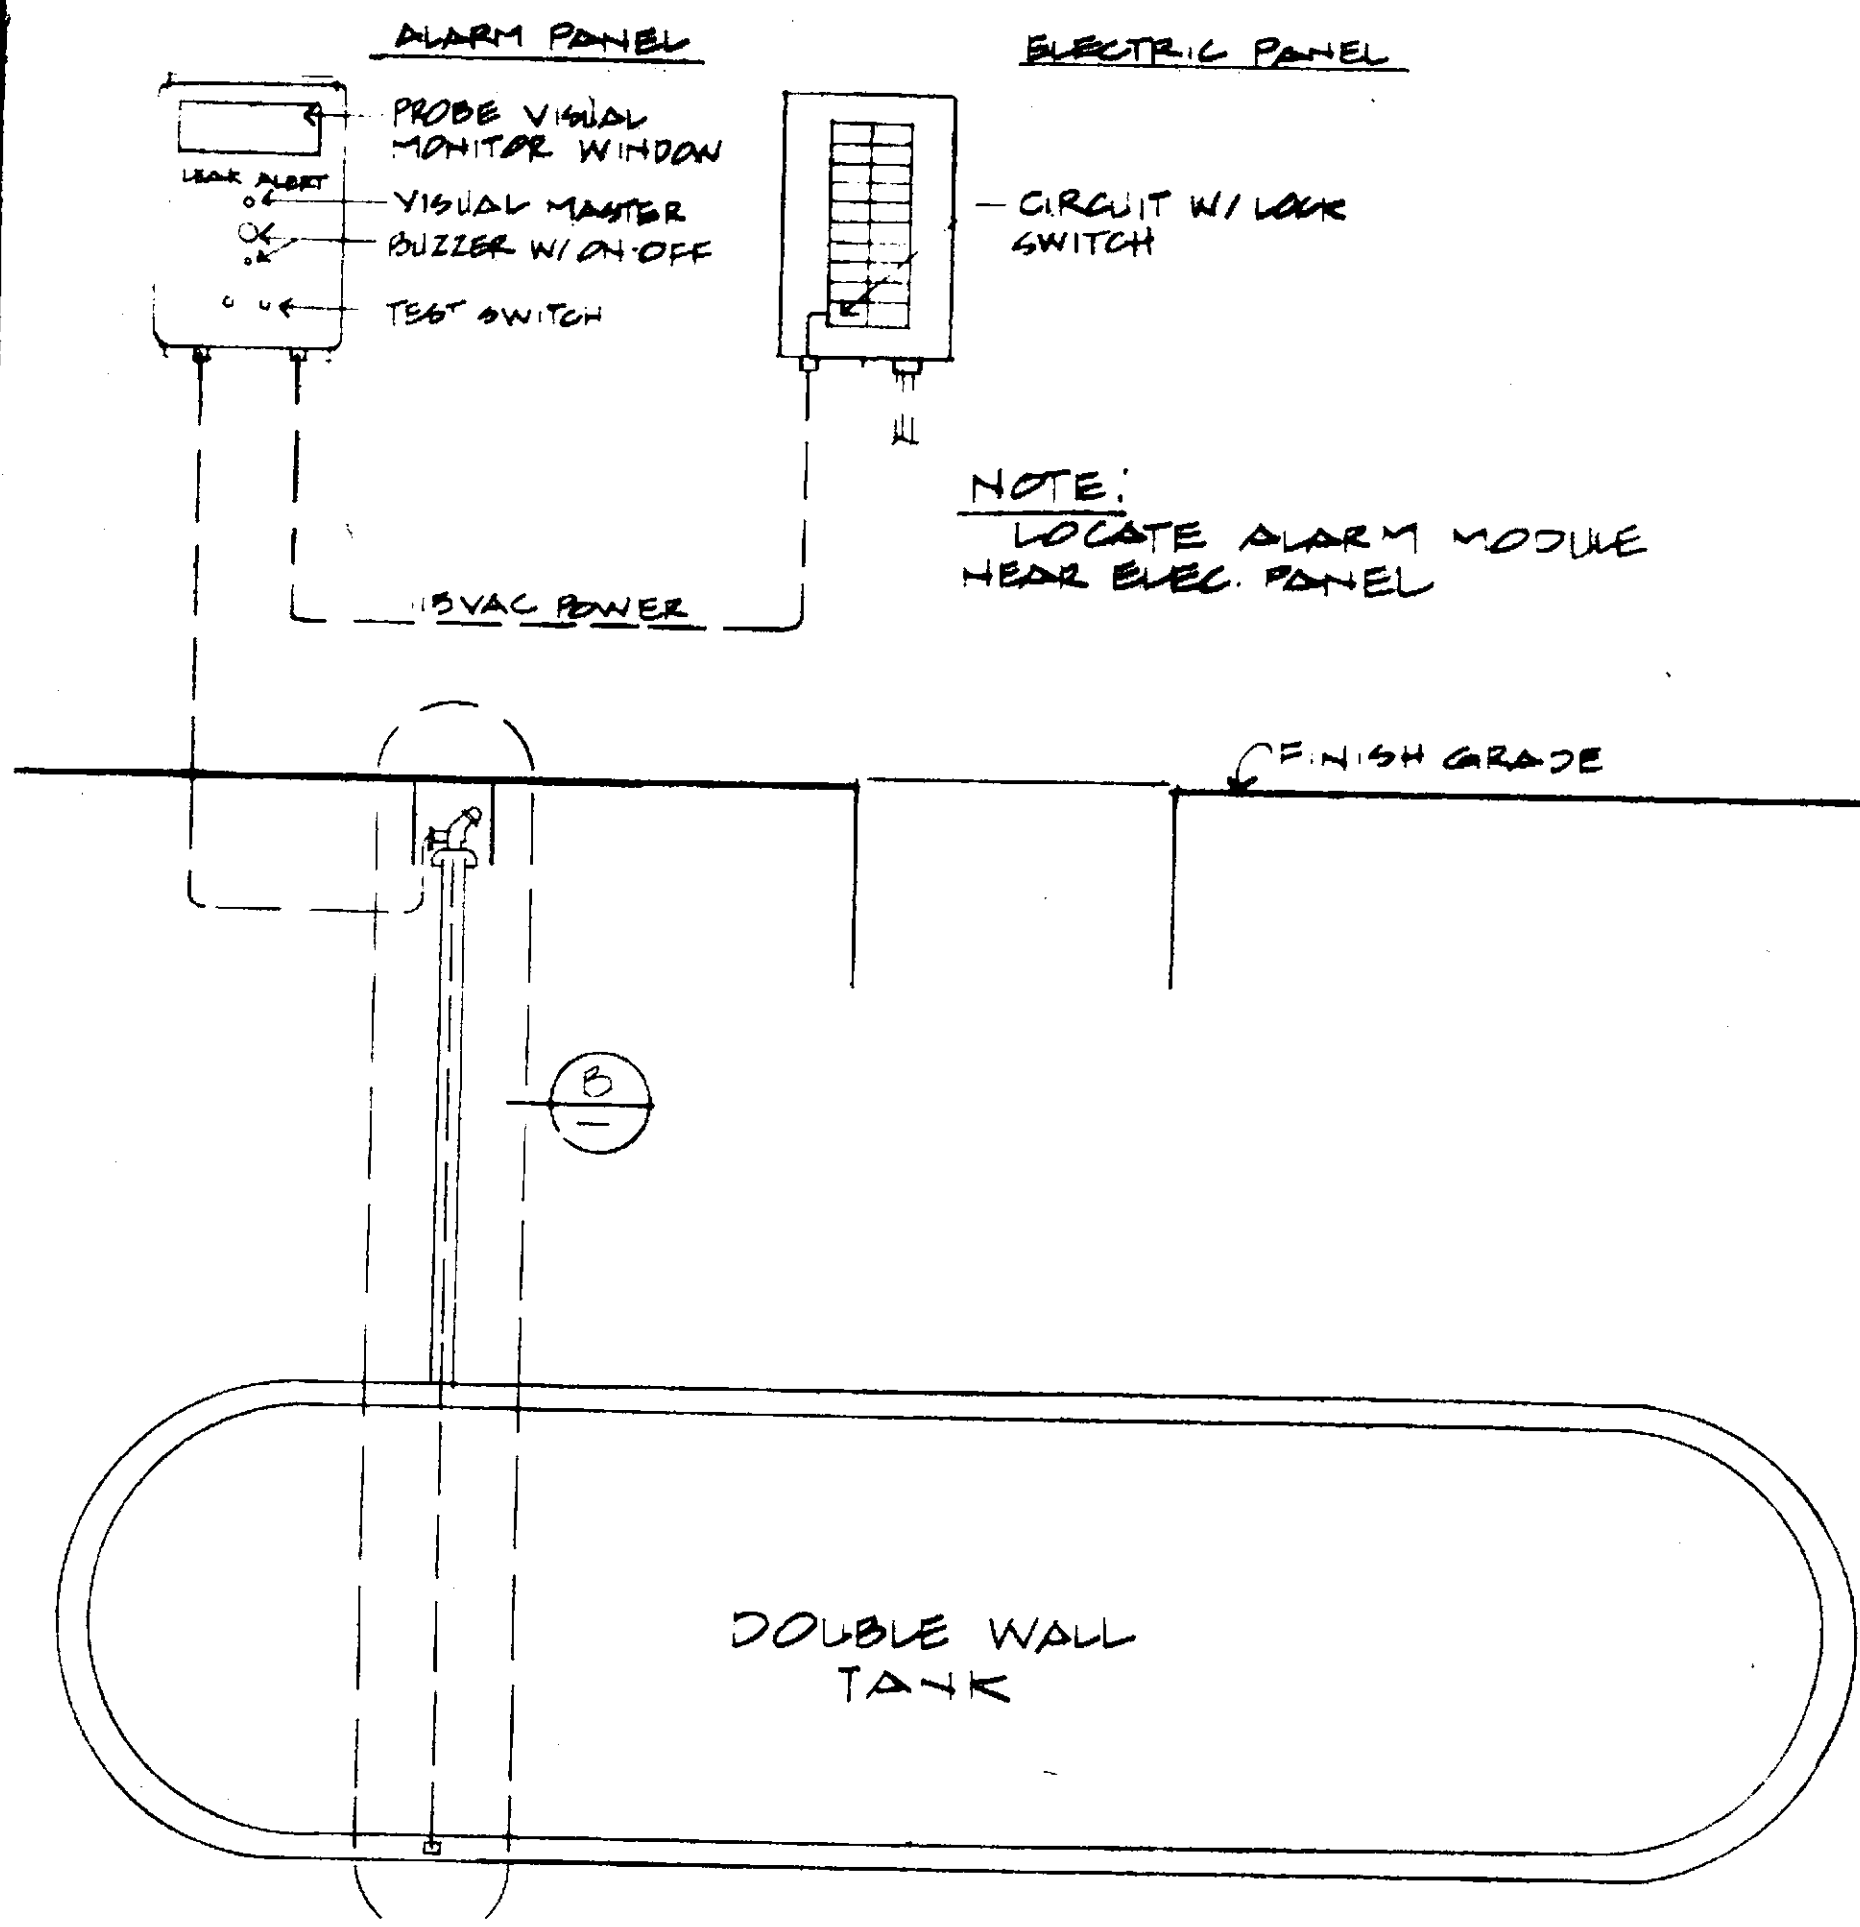 ALARM PANEL
ELECTRIC PANEL
PROBE VISUAL
MONITOR WINDOW
LEAK ALERT
VISUAL MASTER
BUZZER W/ ON-OFF
TEST SWITCH
CIRCUIT W/ LOCK
SWITCH
NOTE:
LOCATE ALARM MODULE
NEAR ELEC. PANEL
VAC POWER
FINISH GRADE
B
DOUBLE WALL
TANK